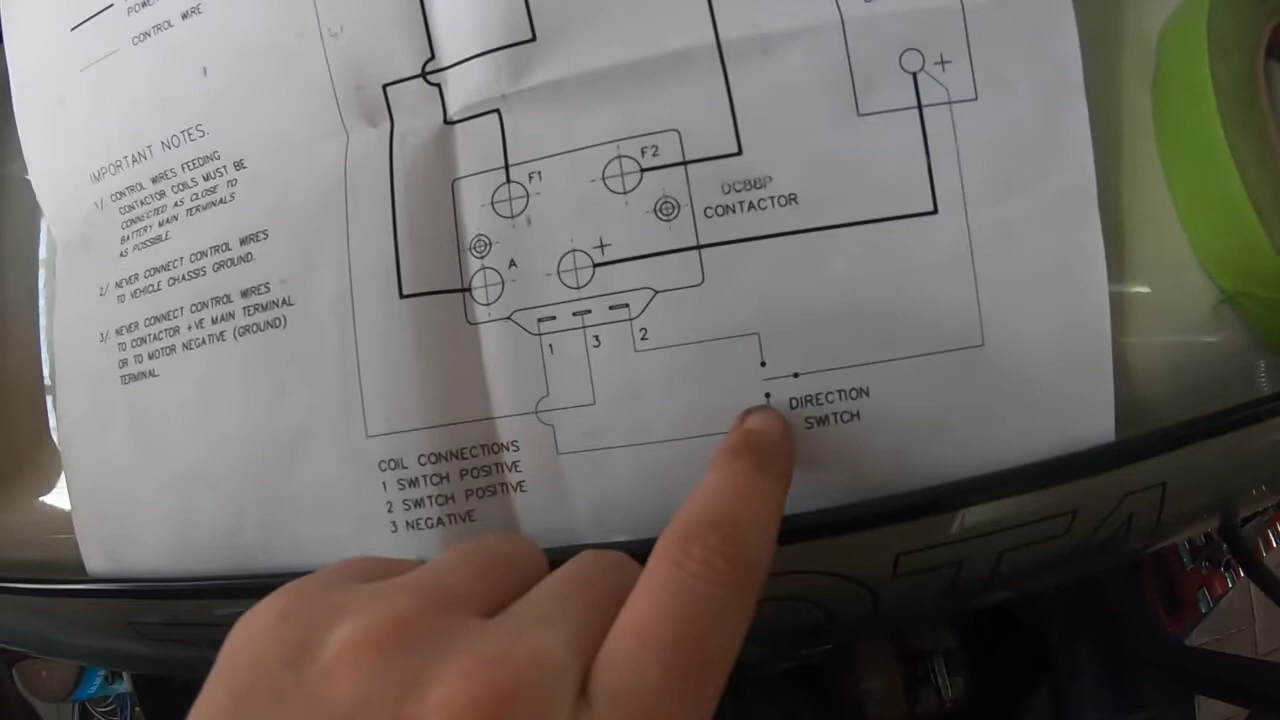 CONTROL WIRE
+
IMPORTANT NOTES.
1/. CONTROL WIRES FEEDING
CONTACTOR COILS MUST BE
CONNECTED AS CLOSE TO
BATTERY MAIN TERMINALS
AS POSSIBLE.
2/. NEVER CONNECT CONTROL WIRES
TO VEHICLE CHASSIS GROUND.
3/. NEVER CONNECT CONTROL WIRES
TO CONTACTOR +VE MAIN TERMINAL
OR TO MOTOR NEGATIVE (GROUND)
TERMINAL
F1
F2
DC88P
CONTACTOR
A
+
1
3
2
DIRECTION
SWITCH
COIL CONNECTIONS
1 SWITCH POSITIVE
2 SWITCH POSITIVE
3 NEGATIVE